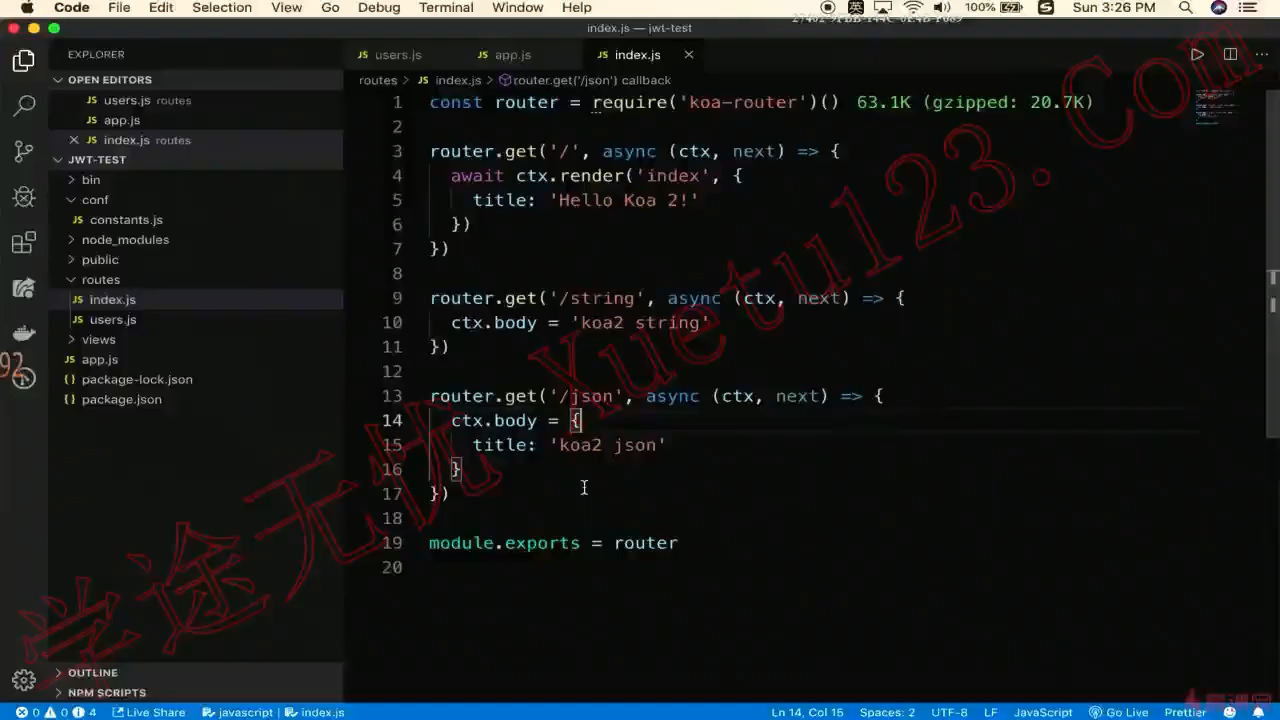 Code File Edit Selection View Go Debug Terminal Window Help 英 100% Sun 3:26 PM
index.js — jwt-test
EXPLORER
users.js app.js index.js
OPEN EDITORS
routes > index.js > router.get('/json') callback
users.js routes
app.js
index.js routes
JWT-TEST
bin
conf
constants.js
node_modules
public
routes
index.js
users.js
views
app.js
package-lock.json
package.json
OUTLINE
NPM SCRIPTS
1 const router = require('koa-router')() 63.1K (gzipped: 20.7K)
2
3 router.get('/', async (ctx, next) => {
4 await ctx.render('index', {
5 title: 'Hello Koa 2!'
6 })
7 })
8
9 router.get('/string', async (ctx, next) => {
10 ctx.body = 'koa2 string'
11 })
12
13 router.get('/json', async (ctx, next) => {
14 ctx.body = {
15 title: 'koa2 json'
16 }
17 })
18
19 module.exports = router
20
学途无忧 Xuetu123.Com
92
0 0 4 Live Share javascript | index.js Ln 14, Col 15 Spaces: 2 UTF-8 LF JavaScript Go Live Prettier